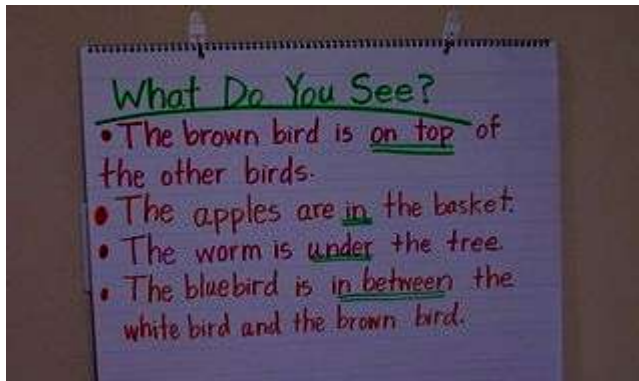 What Do You See?
• The brown bird is on top of
the other birds.
• The apples are in the basket.
• The worm is under the tree.
• The bluebird is in between the
white bird and the brown bird.